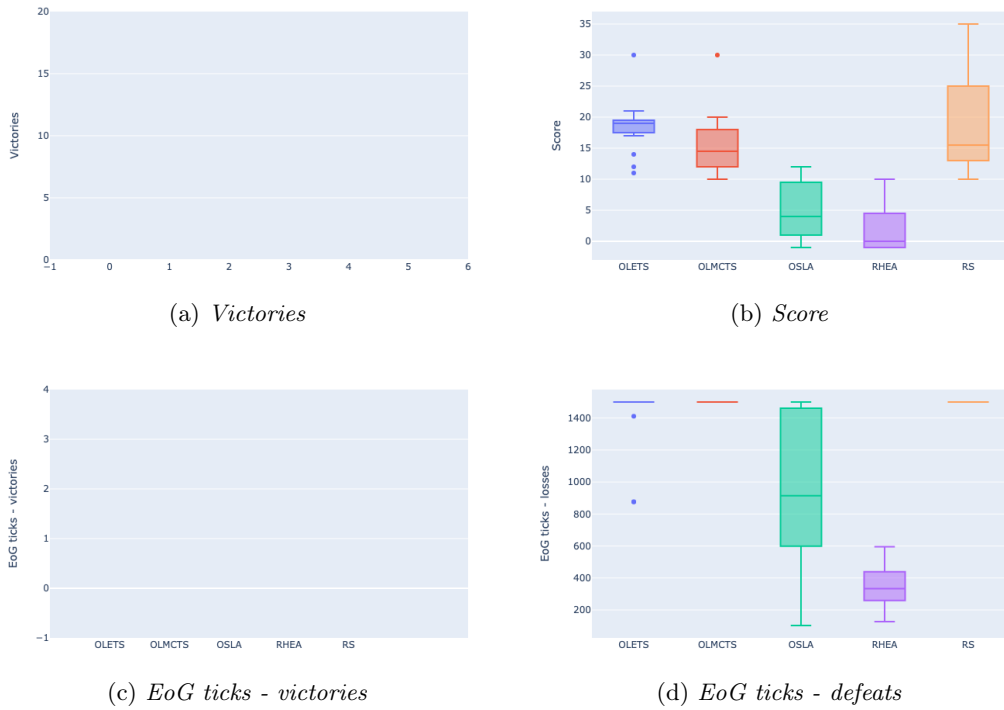 20
15
10
5
0
Victories
−1 0 1 2 3 4 5 6
(a) Victories
35
30
25
20
15
10
5
0
Score
OLETS OLMCTS OSLA RHEA RS
(b) Score
4
3
2
1
0
−1
EoG ticks - victories
OLETS OLMCTS OSLA RHEA RS
(c) EoG ticks - victories
1400
1200
1000
800
600
400
200
EoG ticks - losses
OLETS OLMCTS OSLA RHEA RS
(d) EoG ticks - defeats